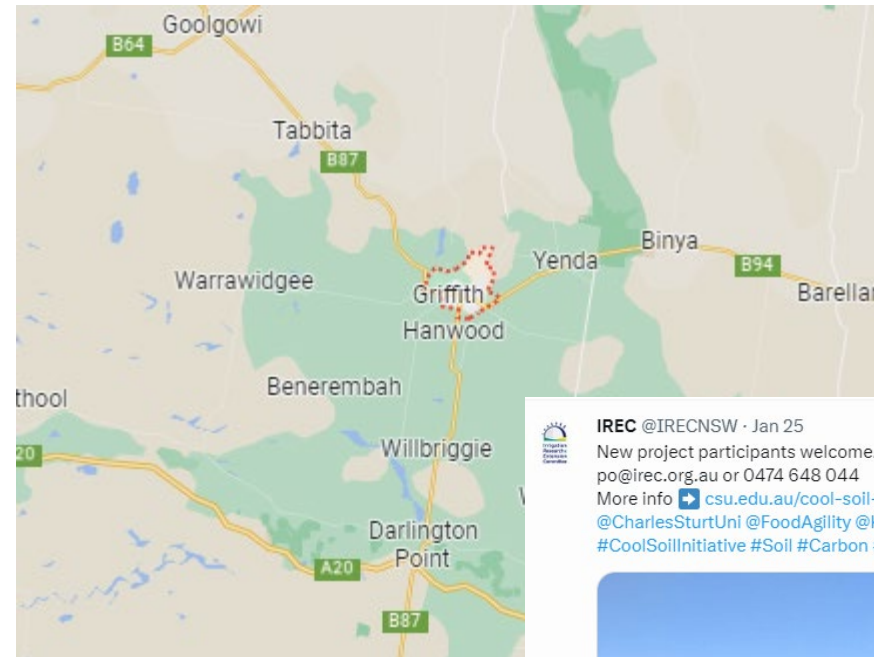 Goolgowi
B64
Tabbita
B87
Binya
Yenda
B94
Warrawidgee
Griffith
Barellar
Hanwood
Benerembah
thool
Willbriggie
20
Darlington
Point
A20
B87
IREC @IRECNSW · Jan 25
New project participants welcome.
po@irec.org.au or 0474 648 044
More info ➡ csu.edu.au/cool-soil-
@CharlesSturtUni @FoodAgility @
#CoolSoilInitiative #Soil #Carbon